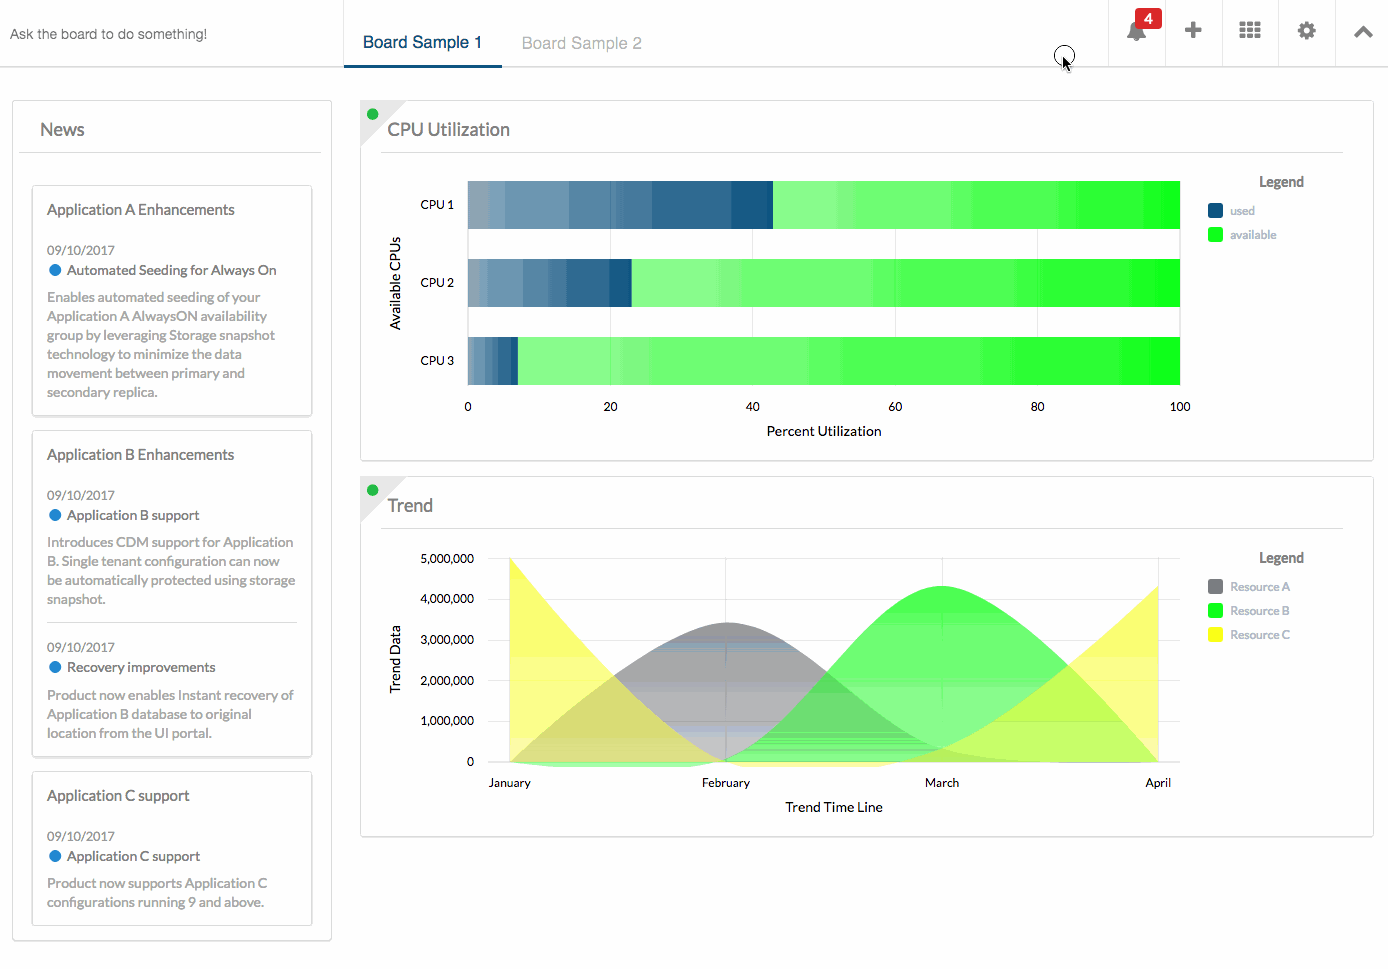 Ask the board to do something!
Board Sample 1
Board Sample 2
4
News
Application A Enhancements
09/10/2017
Automated Seeding for Always On
Enables automated seeding of your
Application A AlwaysON availability
group by leveraging Storage snapshot
technology to minimize the data
movement between primary and
secondary replica.
Application B Enhancements
09/10/2017
Application B support
Introduces CDM support for Application
B. Single tenant configuration can now
be automatically protected using storage
snapshot.
09/10/2017
Recovery improvements
Product now enables Instant recovery of
Application B database to original
location from the UI portal.
Application C support
09/10/2017
Application C support
Product now supports Application C
configurations running 9 and above.
CPU Utilization
Available CPUs
CPU 1
CPU 2
CPU 3
0 20 40 60 80 100
Percent Utilization
Legend
used
available
Trend
Trend Data
5,000,000
4,000,000
3,000,000
2,000,000
1,000,000
0
January February March April
Trend Time Line
Legend
Resource A
Resource B
Resource C